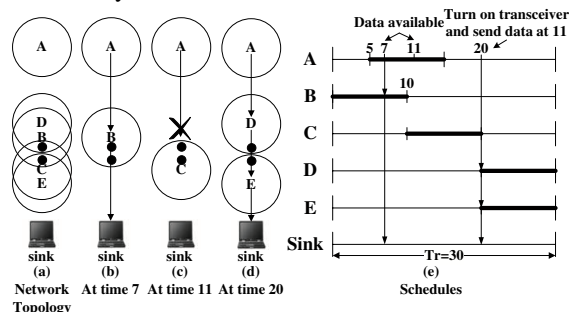 Data available
Turn on transceiver
and send data at 11
5 7 11 20
A A A A A
B B 10 B
D D
C C C
E E D
E
Sink
sink sink sink sink
(a) (b) (c) (d) (e)
Tr=30
Network At time 7 At time 11 At time 20 Schedules
Topology